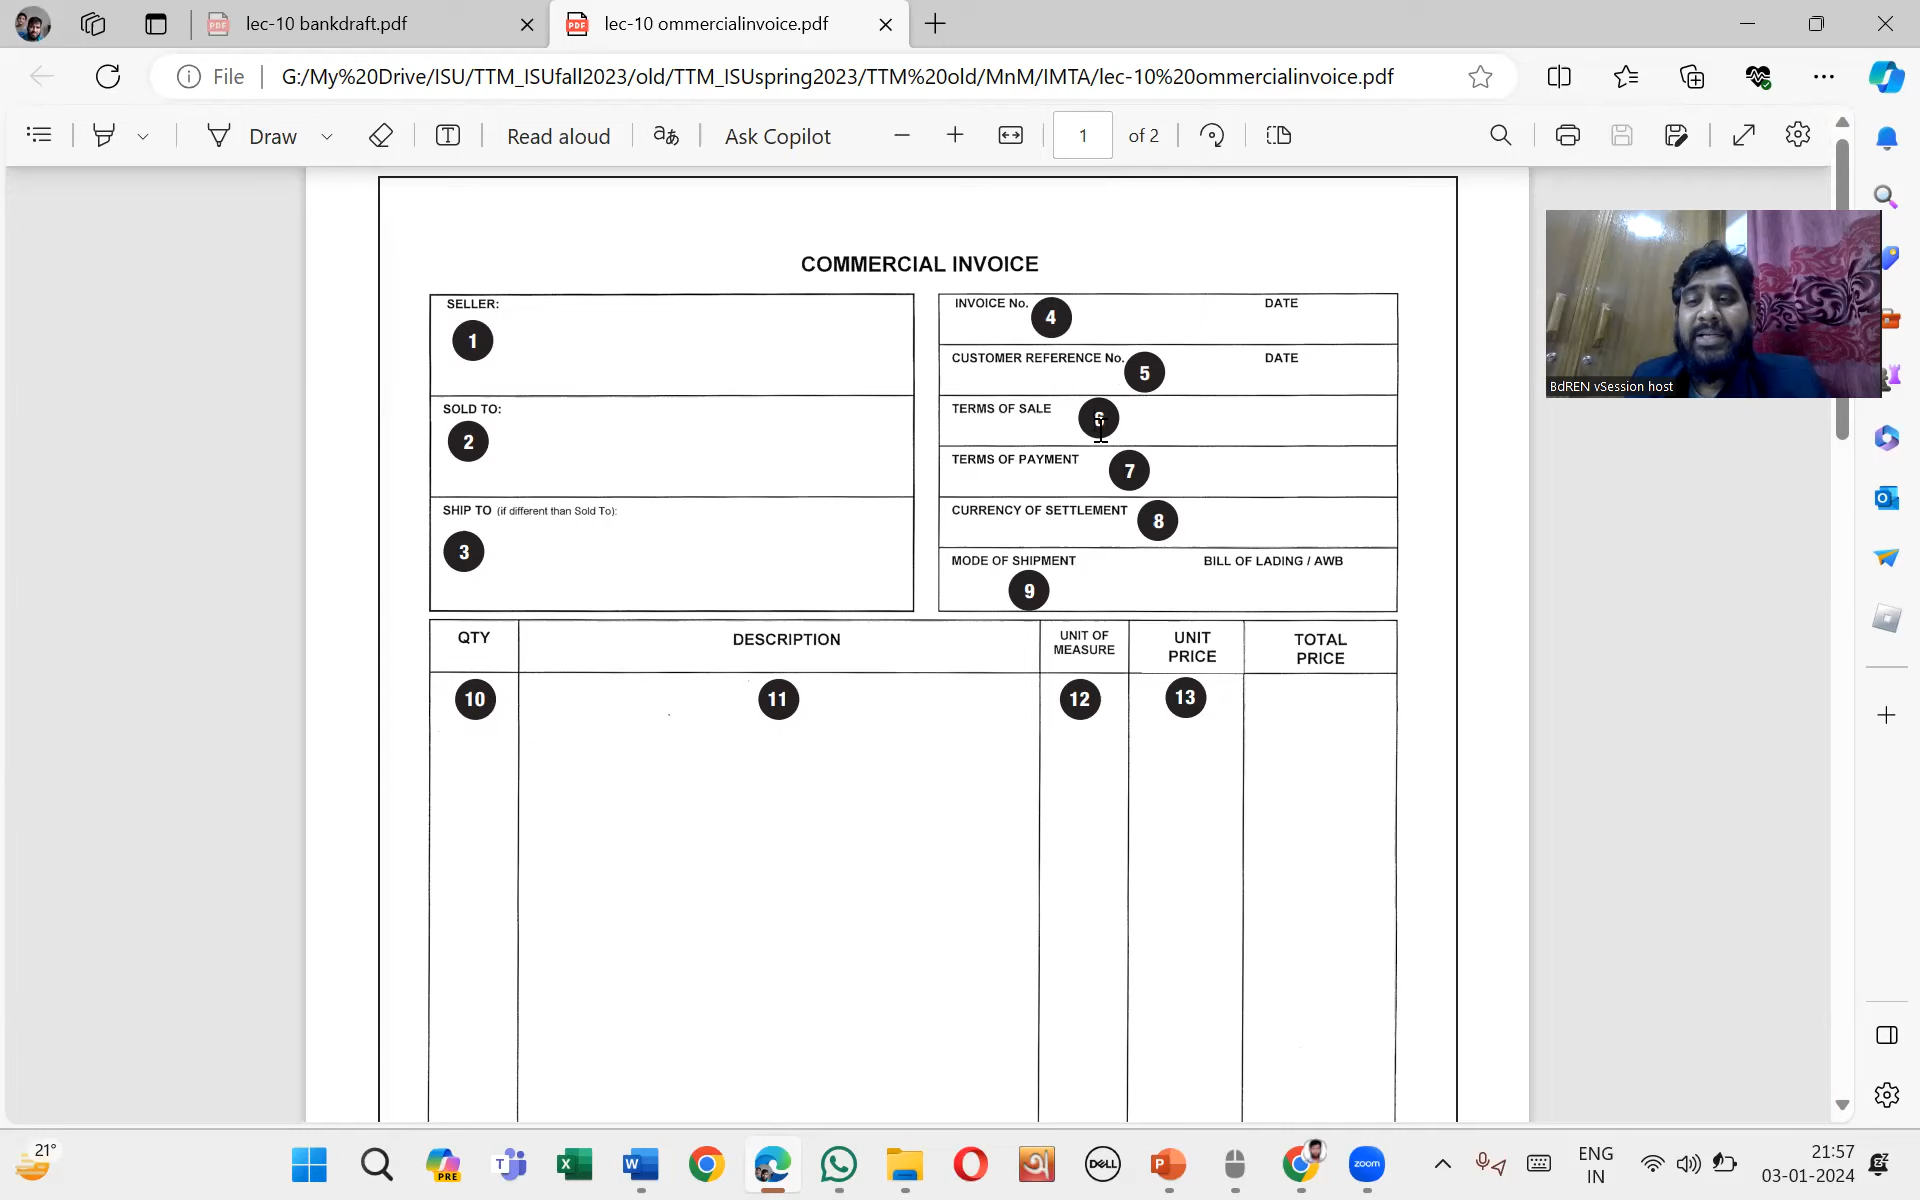 lec-10 bankdraft.pdf
lec-10 ommercialinvoice.pdf
File
G:/My%20Drive/ISU/TTM_ISUfall2023/old/TTM_ISUspring2023/TTM%20old/MnM/IMTA/lec-10%20ommercialinvoice.pdf
Draw
Read aloud
aあ
Ask Copilot
1 of 2
COMMERCIAL INVOICE
SELLER:
1
SOLD TO:
2
SHIP TO (if different than Sold To):
3
INVOICE No. 4 DATE
CUSTOMER REFERENCE No. 5 DATE
TERMS OF SALE 6
TERMS OF PAYMENT 7
CURRENCY OF SETTLEMENT 8
MODE OF SHIPMENT BILL OF LADING / AWB
9
QTY DESCRIPTION UNIT OF MEASURE UNIT PRICE TOTAL PRICE
10 11 12 13
BdREN vSession host
21°
PRE
DELL
zoom
ENG
IN
21:57
03-01-2024